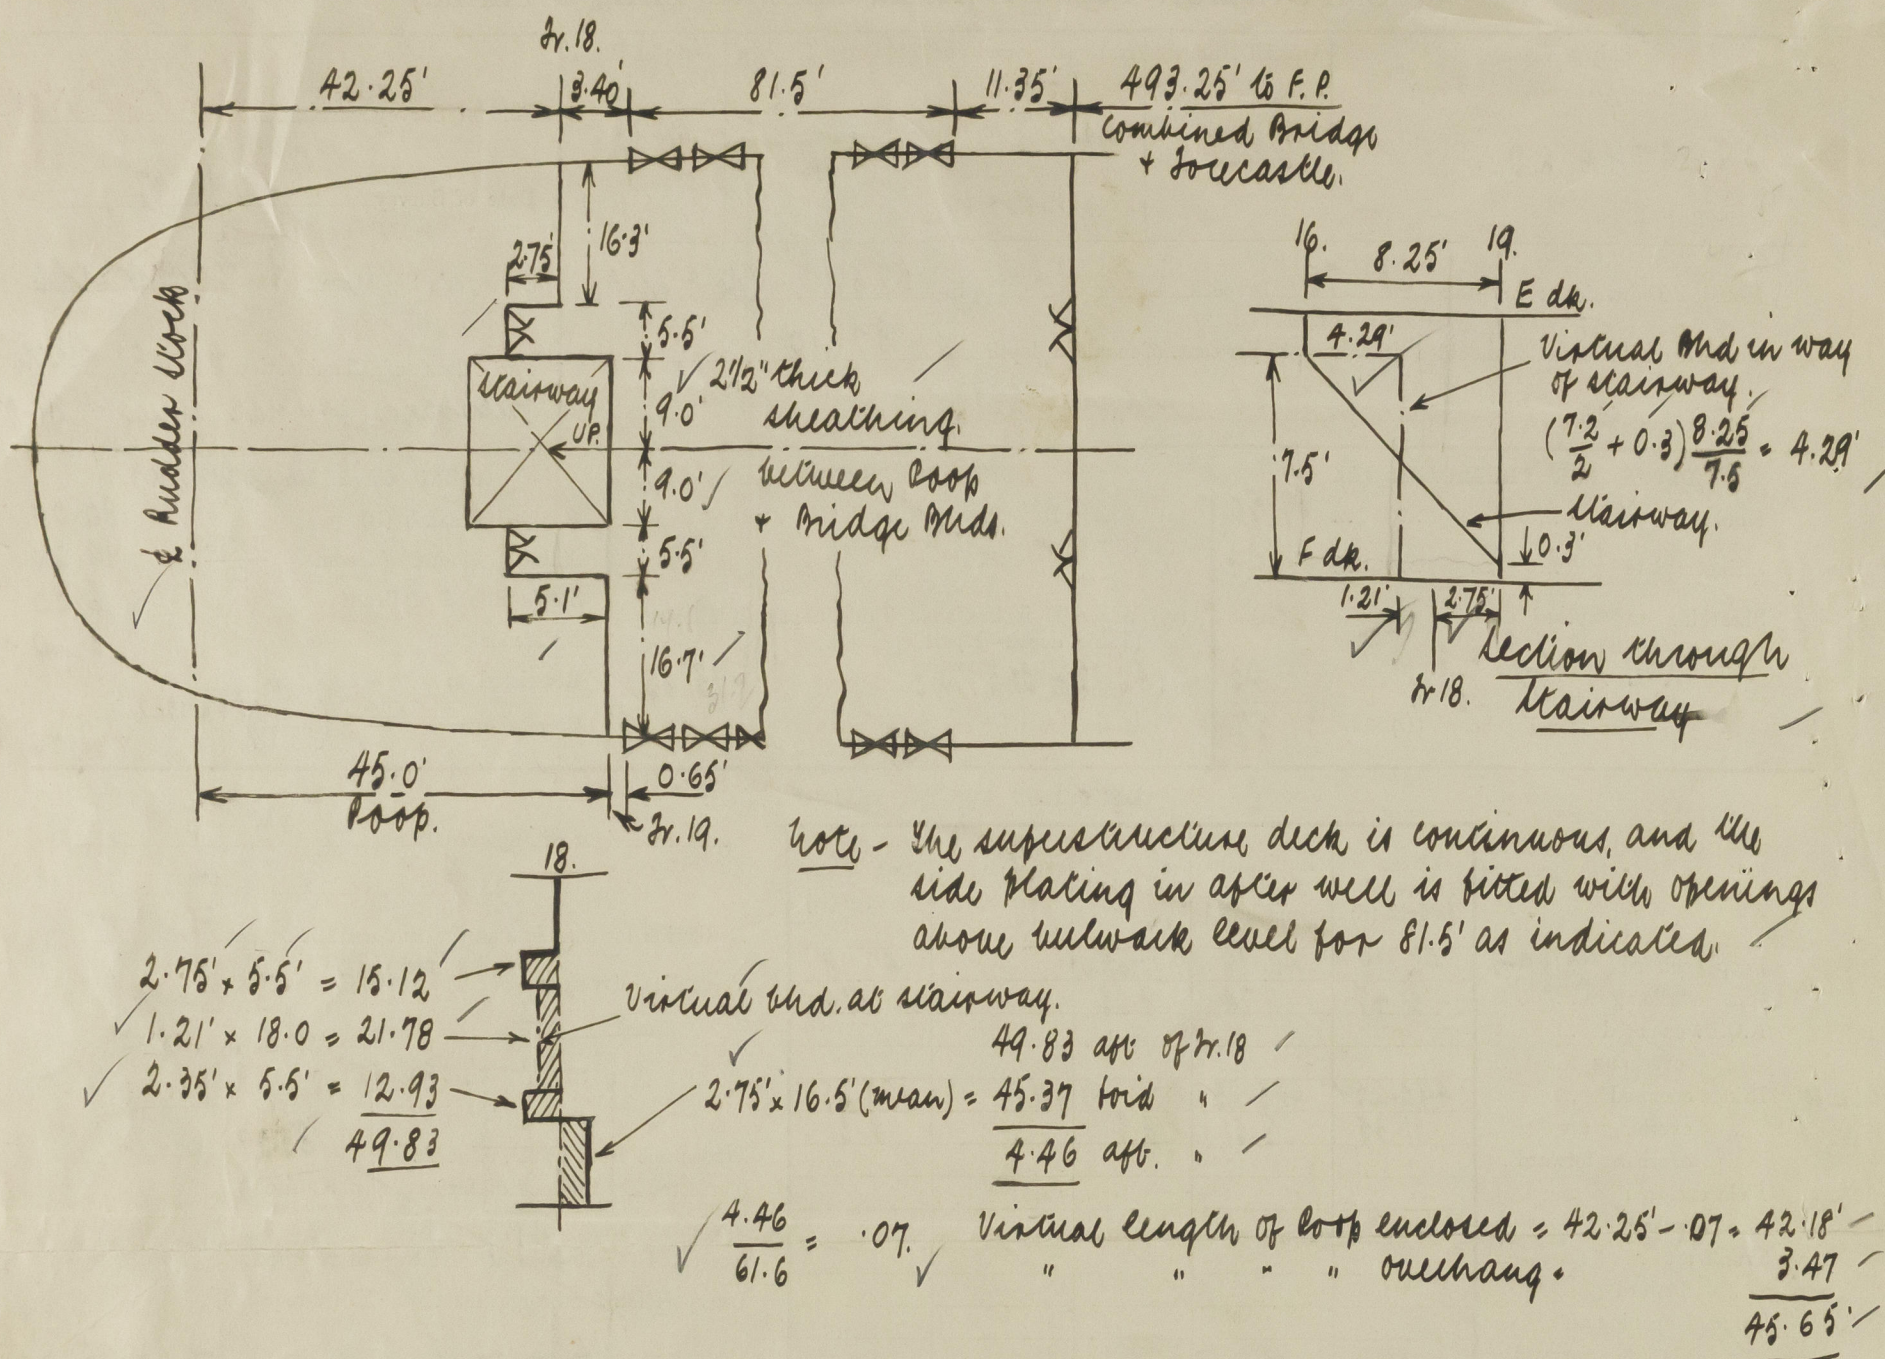 Fr. 18.
42·25'
3·40'
81·5'
11·35'
493·25' to F.P.
Combined Bridge
+ Forecastle.
16·3'
2·75'
5·5'
℄ Rudder Stock
Stairway
UP.
9·0'
9·0'
5·5'
2½" thick
sheathing.
between Poop
+ Bridge Bhds.
5·1'
16·7'
45·0'
Poop.
0·65'
Fr. 19.
16.
8·25'
19.
E dk.
4·29'
Virtual Bhd in way
of stairway.
(7·2/2 + 0·3) 8·25/7·5 = 4·29'
7·5'
Stairway.
F dk.
0·3'
1·21'
2·75'
Fr 18.
Section through
Stairway
Note - The superstructure deck is continuous, and the
side plating in after well is fitted with openings
above bulwark level for 81·5' as indicated.
18.
2·75' x 5·5' = 15·12
1·21' x 18·0 = 21·78
2·35' x 5·5' = 12·93
49·83
Virtual bhd. at stairway.
49·83 aft of Fr. 18
2·75' x 16·5' (mean) = 45·37 forid "
4·46 aft. "
4·46/61·6 = ·07.
Virtual length of Poop enclosed = 42·25' - ·07 = 42·18'
" " " " overhang = 3·47
45·65'